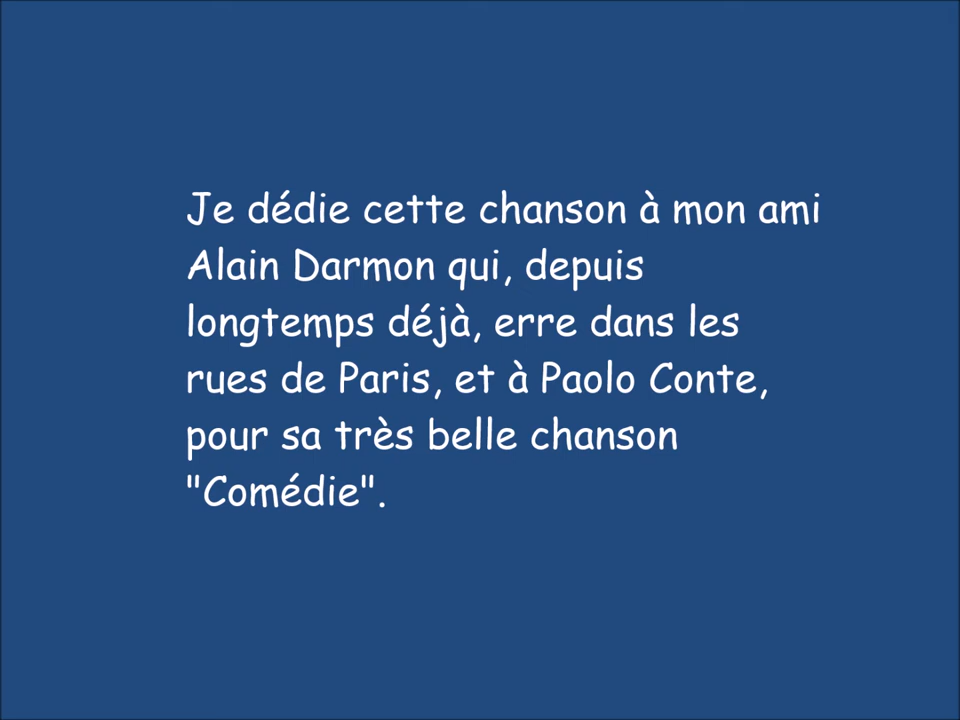 Je dédie cette chanson à mon ami
Alain Darmon qui, depuis
longtemps déjà, erre dans les
rues de Paris, et à Paolo Conte,
pour sa très belle chanson
"Comédie".